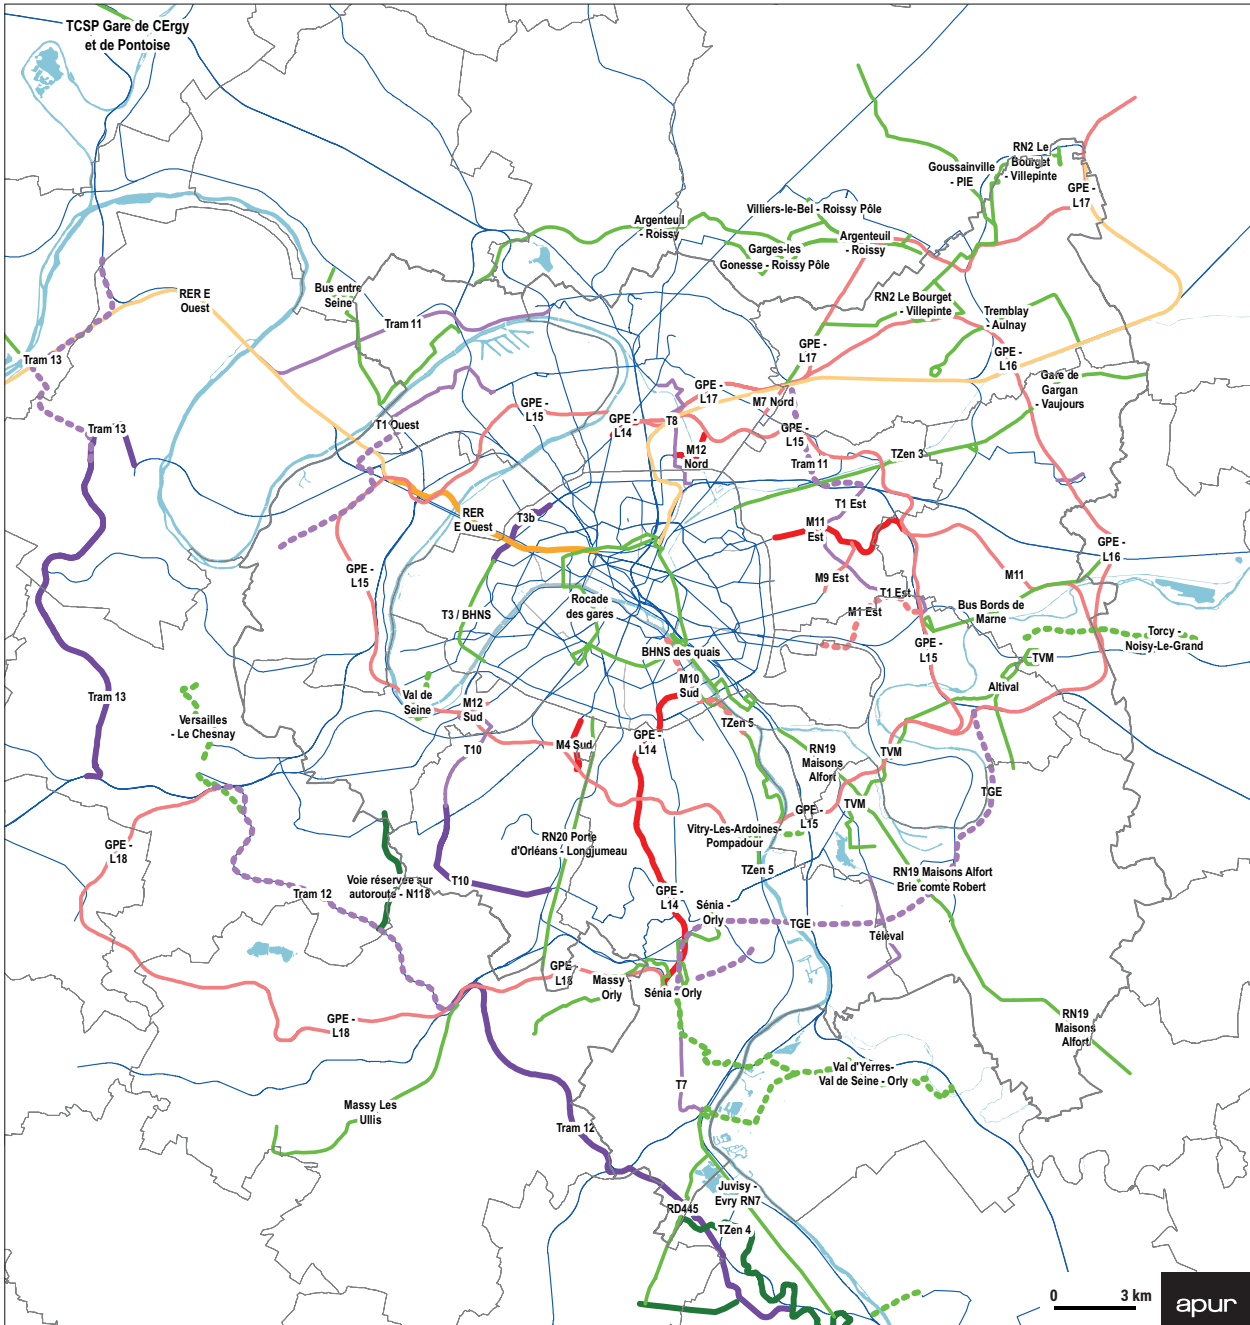 TCSP Gare de CErgy
et de Pontoise
RN2 Le
Bourget
- Villepinte
Goussainville
- PIE
GPE -
L17
Villiers-le-Bel - Roissy Pôle
Argenteuil
- Roissy
Argenteuil
- Roissy
Garges-les
Gonesse - Roissy Pôle
RER E
Ouest
Bus entre
Seine
RN2 Le Bourget
- Villepinte
Tremblay
- Aulnay
Tram 11
GPE -
L17
GPE -
L16
Tram 13
Gare de
Gargan
- Vaujours
GPE -
L17
M7 Nord
GPE -
L15
GPE -
L14
T8
T1 Ouest
Tram 13
GPE -
L15
M12
Nord
Tram 11
TZen 3
T1 Est
RER
E Ouest
T3b
M11
Est
GPE -
L16
GPE -
L15
M9 Est
M11
T1 Est
Rocade
des gares
T3 / BHNS
M1 Est
Bus Bords de
Marne
Torcy -
Noisy-Le-Grand
BHNS des quais
GPE -
L15
TVM
M10
Sud
Altival
Tram 13
Val de
Seine
M12
Sud
Versailles
- Le Chesnay
TZen 5
T10
M4 Sud
GPE -
L14
RN19
Maisons
Alfort
TVM
TGE
TVM
GPE -
L15
Vitry-Les-Ardoines-
Pompadour
RN20 Porte
d'Orléans - Longjumeau
GPE -
L18
TZen 5
RN19 Maisons Alfort
Brie comte Robert
Voie réservée sur
autoroute - N118
T10
Tram 12
GPE -
L14
Sénia -
Orly
TGE
Téléval
GPE -
L18
Massy -
Orly
Sénia - Orly
GPE -
L18
RN19
Maisons
Alfort
Val d'Yerres-
Val de Seine - Orly
T7
Massy Les
Ullis
Tram 12
Juvisy -
Evry RN7
RD445
TZen 4
0 3 km
apur